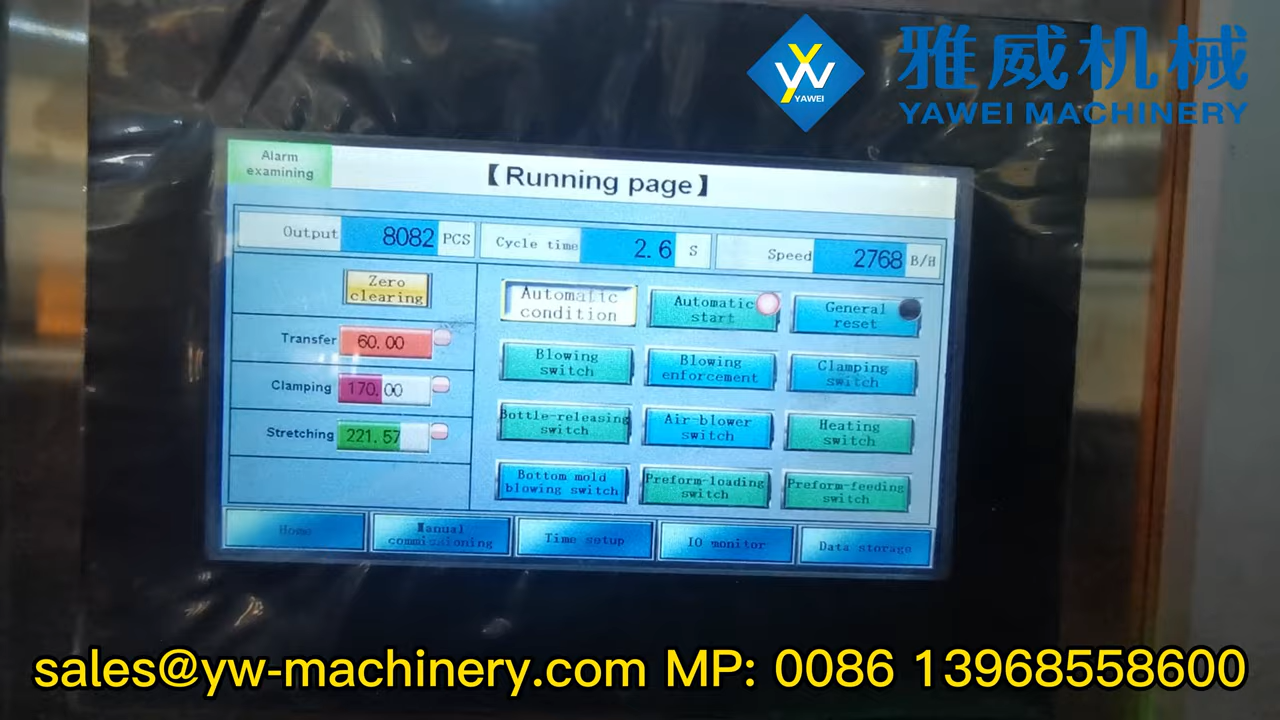 雅威机械
YAWEI
YAWEI MACHINERY
Alarm
examining
【Running page】
Output 8082 PCS
Cycle time 2.6 S
Speed 2768 B/H
Zero
clearing
Transfer 60.00
Clamping 170.00
Stretching 221.57
Automatic
condition
Automatic
start
General
reset
Blowing
switch
Blowing
enforcement
Clamping
switch
Bottle-releasing
switch
Air-blower
switch
Heating
switch
Bottom mold
blowing switch
Preform-loading
switch
Preform-feeding
switch
Home
Manual
commissioning
Time setup
IO monitor
Data storage
sales@yw-machinery.com MP: 0086 13968558600